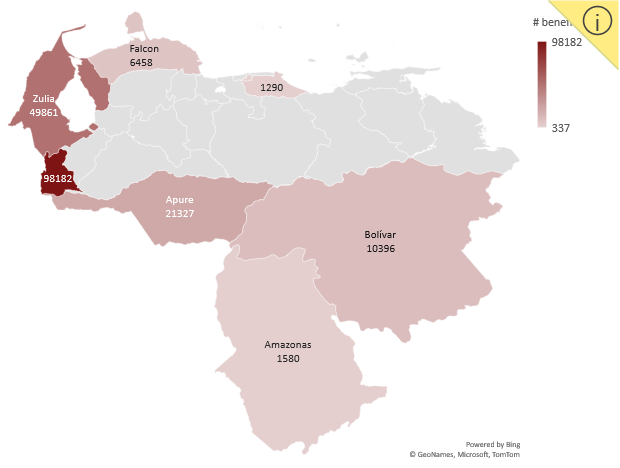 # benef
98182
337
Falcon
6458
1290
Zulia
49861
98182
Apure
21327
Bolívar
10396
Amazonas
1580
Powered by Bing
© GeoNames, Microsoft, TomTom